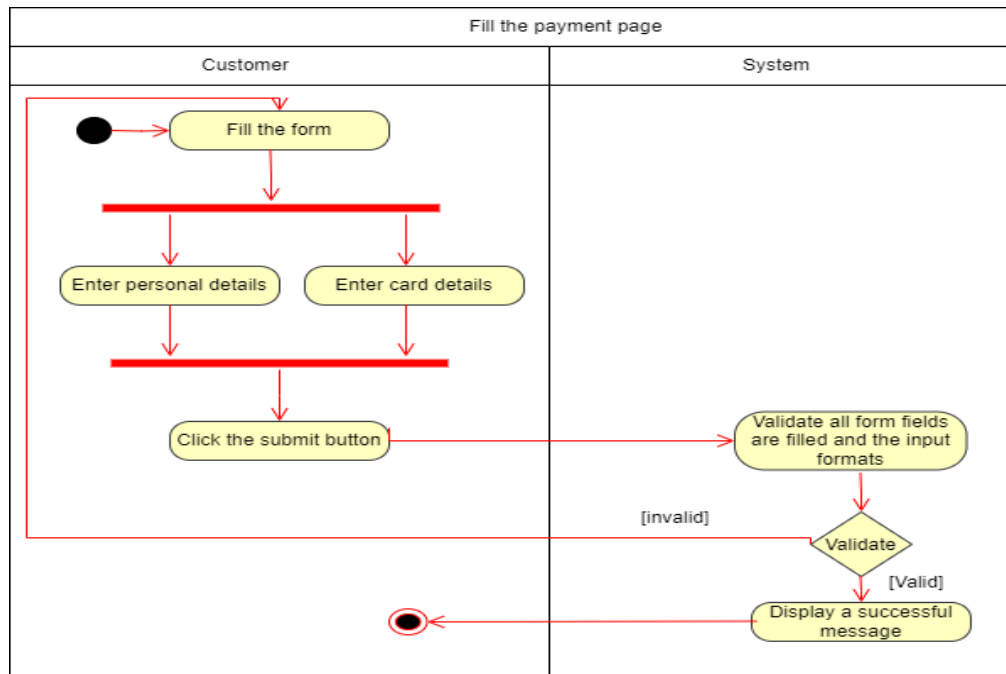 Fill the payment page
Customer
System
Fill the form
Enter personal details
Enter card details
Click the submit button
Validate all form fields
are filled and the input
formats
[invalid]
Validate
[Valid]
Display a successful
message